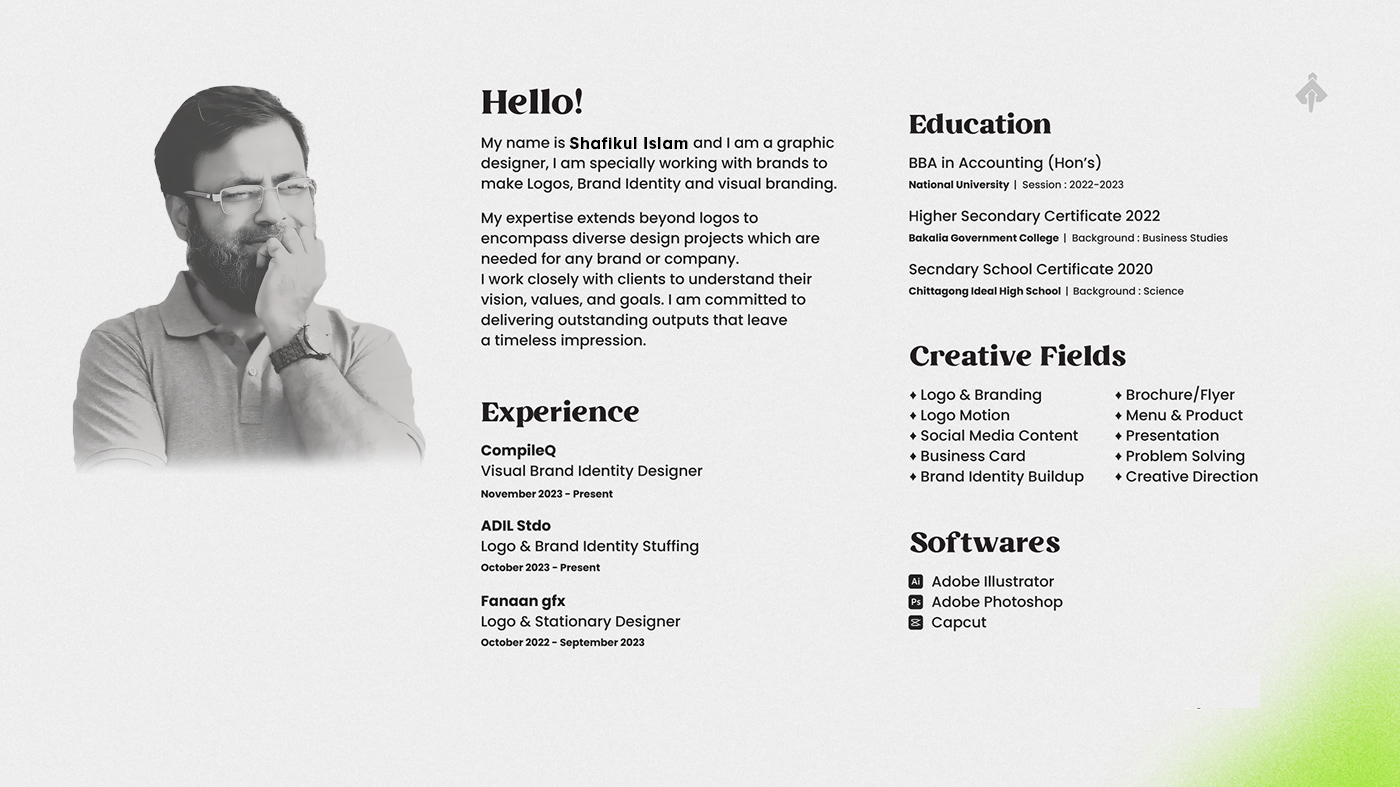 Hello!
My name is Shafikul Islam and I am a graphic
designer, I am specially working with brands to
make Logos, Brand Identity and visual branding.
My expertise extends beyond logos to
encompass diverse design projects which are
needed for any brand or company.
I work closely with clients to understand their
vision, values, and goals. I am committed to
delivering outstanding outputs that leave
a timeless impression.
Experience
CompileQ
Visual Brand Identity Designer
November 2023 - Present
ADIL Stdo
Logo & Brand Identity Stuffing
October 2023 - Present
Fanaan gfx
Logo & Stationary Designer
October 2022 - September 2023
Education
BBA in Accounting (Hon's)
National University | Session : 2022-2023
Higher Secondary Certificate 2022
Bakalia Government College | Background : Business Studies
Secndary School Certificate 2020
Chittagong Ideal High School | Background : Science
Creative Fields
♦ Logo & Branding
♦ Logo Motion
♦ Social Media Content
♦ Business Card
♦ Brand Identity Buildup
♦ Brochure/Flyer
♦ Menu & Product
♦ Presentation
♦ Problem Solving
♦ Creative Direction
Softwares
Ai Adobe Illustrator
Ps Adobe Photoshop
Capcut